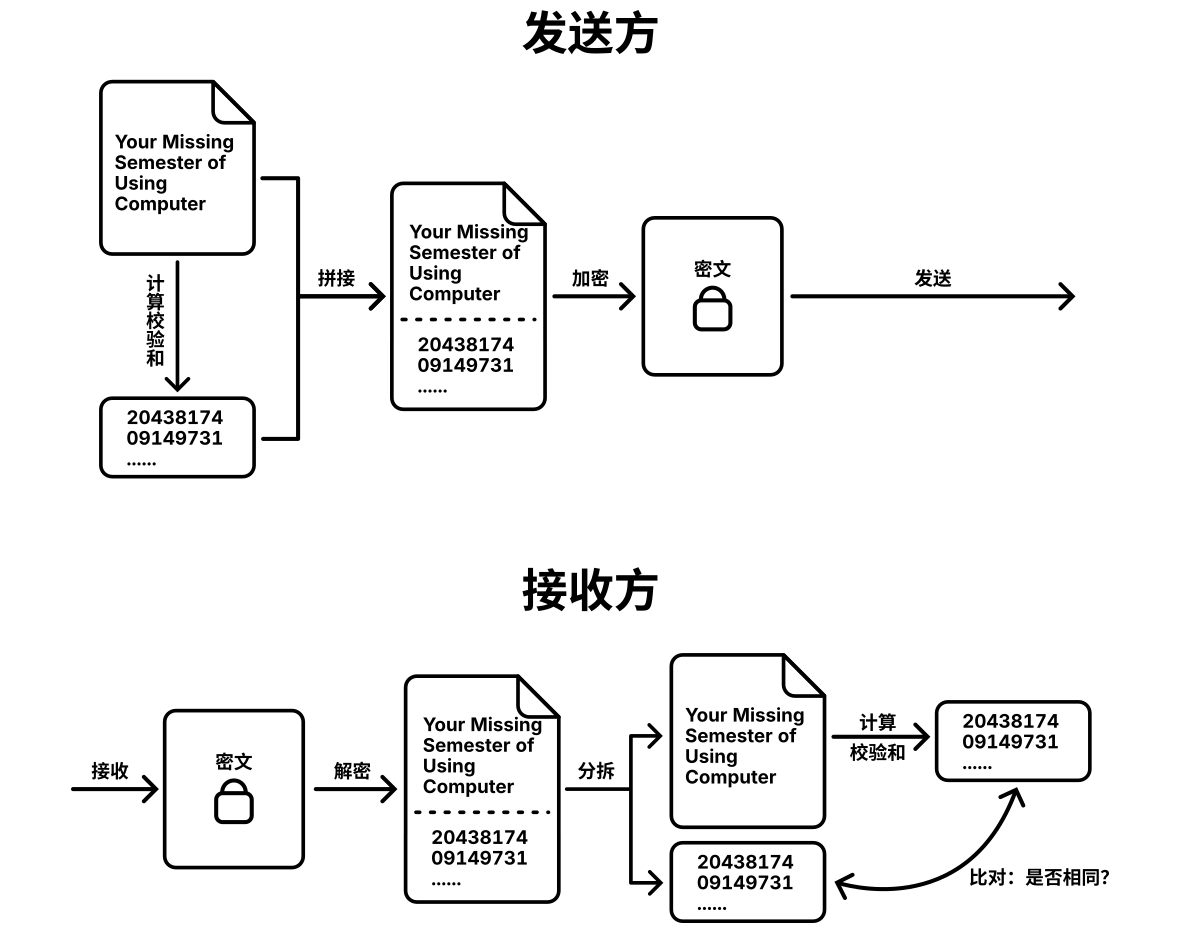 发送方
Your Missing
Semester of
Using
Computer
计算校验和
20438174
09149731
......
拼接
Your Missing
Semester of
Using
Computer
20438174
09149731
......
加密
密文
发送
接收方
接收
密文
解密
Your Missing
Semester of
Using
Computer
20438174
09149731
......
分拆
Your Missing
Semester of
Using
Computer
20438174
09149731
......
计算
校验和
20438174
09149731
......
比对：是否相同？